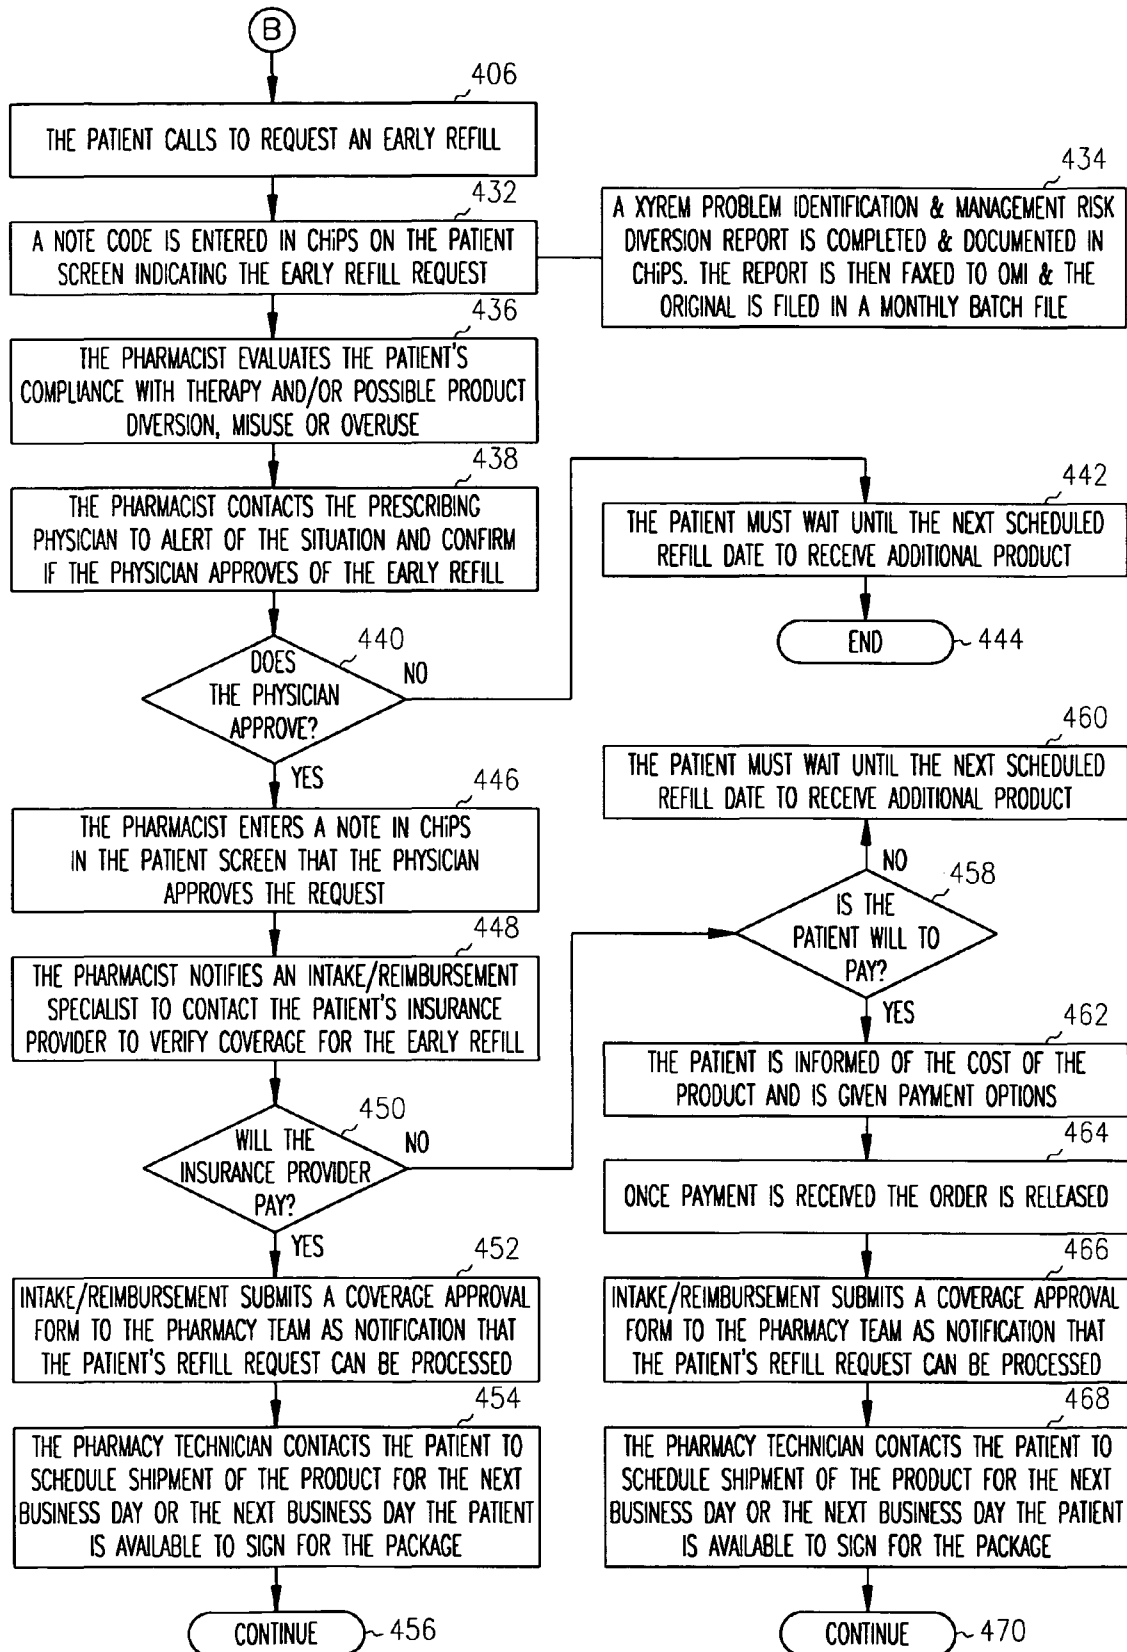 B
406
THE PATIENT CALLS TO REQUEST AN EARLY REFILL
432
A NOTE CODE IS ENTERED IN CHiPS ON THE PATIENT
SCREEN INDICATING THE EARLY REFILL REQUEST
434
A XYREM PROBLEM IDENTIFICATION & MANAGEMENT RISK
DIVERSION REPORT IS COMPLETED & DOCUMENTED IN
CHiPS. THE REPORT IS THEN FAXED TO OMI & THE
ORIGINAL IS FILED IN A MONTHLY BATCH FILE
436
THE PHARMACIST EVALUATES THE PATIENT'S
COMPLIANCE WITH THERAPY AND/OR POSSIBLE PRODUCT
DIVERSION, MISUSE OR OVERUSE
438
THE PHARMACIST CONTACTS THE PRESCRIBING
PHYSICIAN TO ALERT OF THE SITUATION AND CONFIRM
IF THE PHYSICIAN APPROVES OF THE EARLY REFILL
440
DOES
THE PHYSICIAN
APPROVE?
NO
YES
442
THE PATIENT MUST WAIT UNTIL THE NEXT SCHEDULED
REFILL DATE TO RECEIVE ADDITIONAL PRODUCT
END
444
446
THE PHARMACIST ENTERS A NOTE IN CHiPS
IN THE PATIENT SCREEN THAT THE PHYSICIAN
APPROVES THE REQUEST
448
THE PHARMACIST NOTIFIES AN INTAKE/REIMBURSEMENT
SPECIALIST TO CONTACT THE PATIENT'S INSURANCE
PROVIDER TO VERIFY COVERAGE FOR THE EARLY REFILL
450
WILL THE
INSURANCE PROVIDER
PAY?
NO
YES
452
INTAKE/REIMBURSEMENT SUBMITS A COVERAGE APPROVAL
FORM TO THE PHARMACY TEAM AS NOTIFICATION THAT
THE PATIENT'S REFILL REQUEST CAN BE PROCESSED
454
THE PHARMACY TECHNICIAN CONTACTS THE PATIENT TO
SCHEDULE SHIPMENT OF THE PRODUCT FOR THE NEXT
BUSINESS DAY OR THE NEXT BUSINESS DAY THE PATIENT
IS AVAILABLE TO SIGN FOR THE PACKAGE
CONTINUE
456
460
THE PATIENT MUST WAIT UNTIL THE NEXT SCHEDULED
REFILL DATE TO RECEIVE ADDITIONAL PRODUCT
NO
458
IS THE
PATIENT WILL TO
PAY?
YES
462
THE PATIENT IS INFORMED OF THE COST OF THE
PRODUCT AND IS GIVEN PAYMENT OPTIONS
464
ONCE PAYMENT IS RECEIVED THE ORDER IS RELEASED
466
INTAKE/REIMBURSEMENT SUBMITS A COVERAGE APPROVAL
FORM TO THE PHARMACY TEAM AS NOTIFICATION THAT
THE PATIENT'S REFILL REQUEST CAN BE PROCESSED
468
THE PHARMACY TECHNICIAN CONTACTS THE PATIENT TO
SCHEDULE SHIPMENT OF THE PRODUCT FOR THE NEXT
BUSINESS DAY OR THE NEXT BUSINESS DAY THE PATIENT
IS AVAILABLE TO SIGN FOR THE PACKAGE
CONTINUE
470